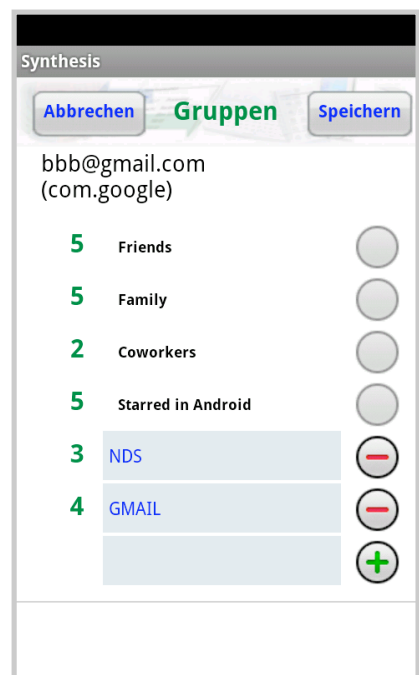 Synthesis
Abbrechen Gruppen Speichern
bbb@gmail.com
(com.google)
5 Friends
5 Family
2 Coworkers
5 Starred in Android
3 NDS
4 GMAIL